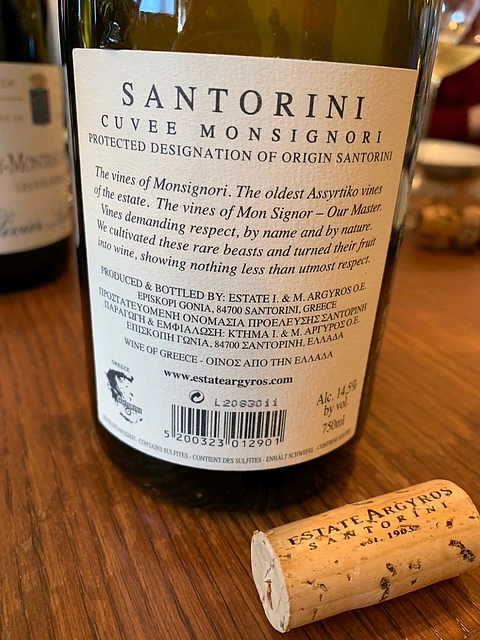 SANTORINI
CUVEE MONSIGNORI
PROTECTED DESIGNATION OF ORIGIN SANTORINI
The vines of Monsignori. The oldest Assyrtiko vines
of the estate. The vines of Mon Signor – Our Master.
Vines demanding respect, by name and by nature.
We cultivated these rare beasts and turned their fruit
into wine, showing nothing less than utmost respect.
PRODUCED & BOTTLED BY: ESTATE I. & M. ARGYROS O.E.
EPISKOPI GONIA, 84700 SANTORINI, GREECE
ΠΡΟΣΤΑΤΕΥΟΜΕΝΗ ΟΝΟΜΑΣΙΑ ΠΡΟΕΛΕΥΣΗΣ ΣΑΝΤΟΡΙΝΗ
ΠΑΡΑΓΩΓΗ & ΕΜΦΙΑΛΩΣΗ: ΚΤΗΜΑ Ι. & Μ. ΑΡΓΥΡΟΣ Ο.Ε.
ΕΠΙΣΚΟΠΗ ΓΩΝΙΑ, 84700 ΣΑΝΤΟΡΙΝΗ, ΕΛΛΑΔΑ
WINE OF GREECE - ΟΙΝΟΣ ΑΠΟ ΤΗΝ ΕΛΛΑΔΑ
www.estateargyros.com
GREECE
L2083011
Alc. 14,5%
by vol.
750ml
5 200323 012901
CONTAINS SULFITES - CONTIENT DES SULFITES - ENHÄLT SCHWEFEL
ESTATE ARGYROS
SANTORINI
est. 1903